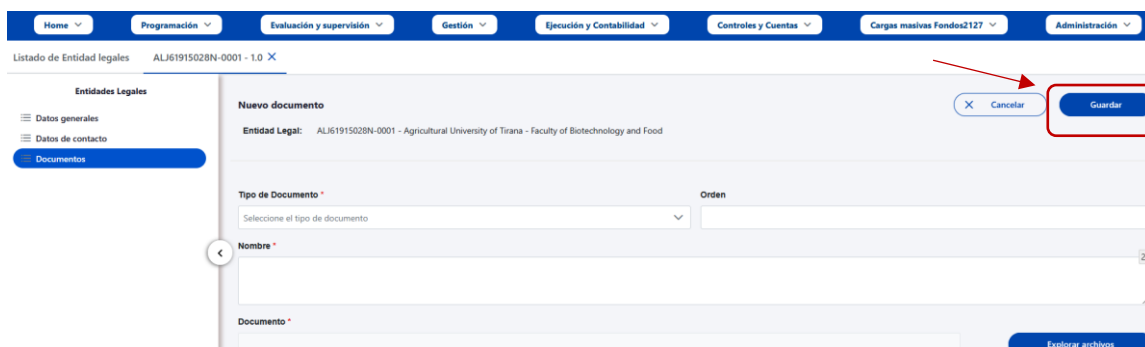 Home Programación Evaluación y supervisión Gestión Ejecución y Contabilidad Controles y Cuentas Cargas masivas Fondos2127 Administración
Listado de Entidad legales ALJ61915028N-0001 - 1.0 X
Entidades Legales
Datos generales
Datos de contacto
Documentos
Nuevo documento
X Cancelar
Guardar
Entidad Legal: ALJ61915028N-0001 - Agricultural University of Tirana - Faculty of Biotechnology and Food
Tipo de Documento * Orden
Seleccione el tipo de documento
Nombre *
2
Documento *
Explorar archivos